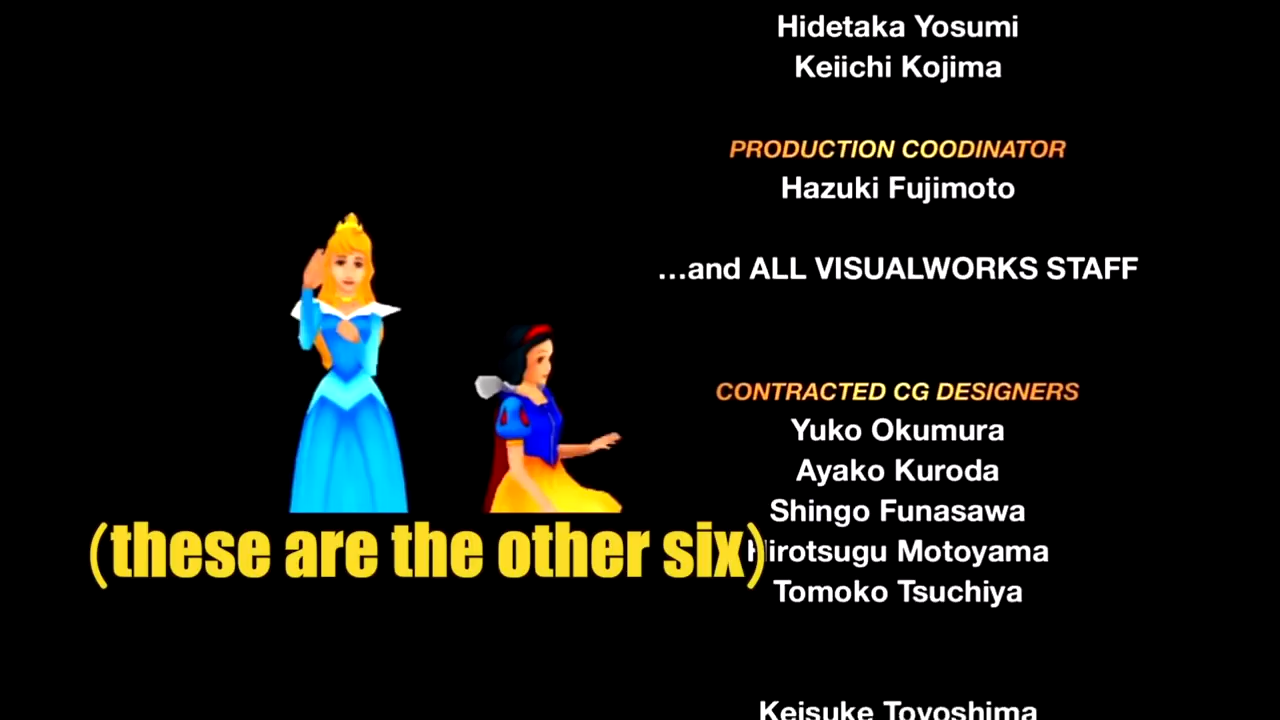 Hidetaka Yosumi
Keiichi Kojima
PRODUCTION COODINATOR
Hazuki Fujimoto
...and ALL VISUALWORKS STAFF
CONTRACTED CG DESIGNERS
Yuko Okumura
Ayako Kuroda
Shingo Funasawa
(these are the other six)
Hirotsugu Motoyama
Tomoko Tsuchiya
Keisuke Toyoshima